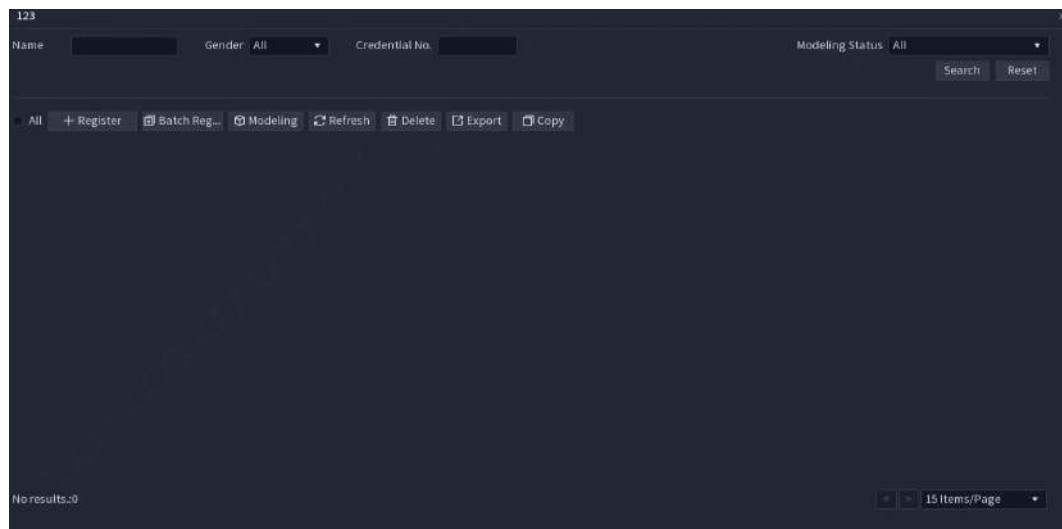 123
Name Gender All Credential No. Modeling Status All
Search Reset
All + Register Batch Reg... Modeling Refresh Delete Export Copy
No results.:0 < > 15 Items/Page